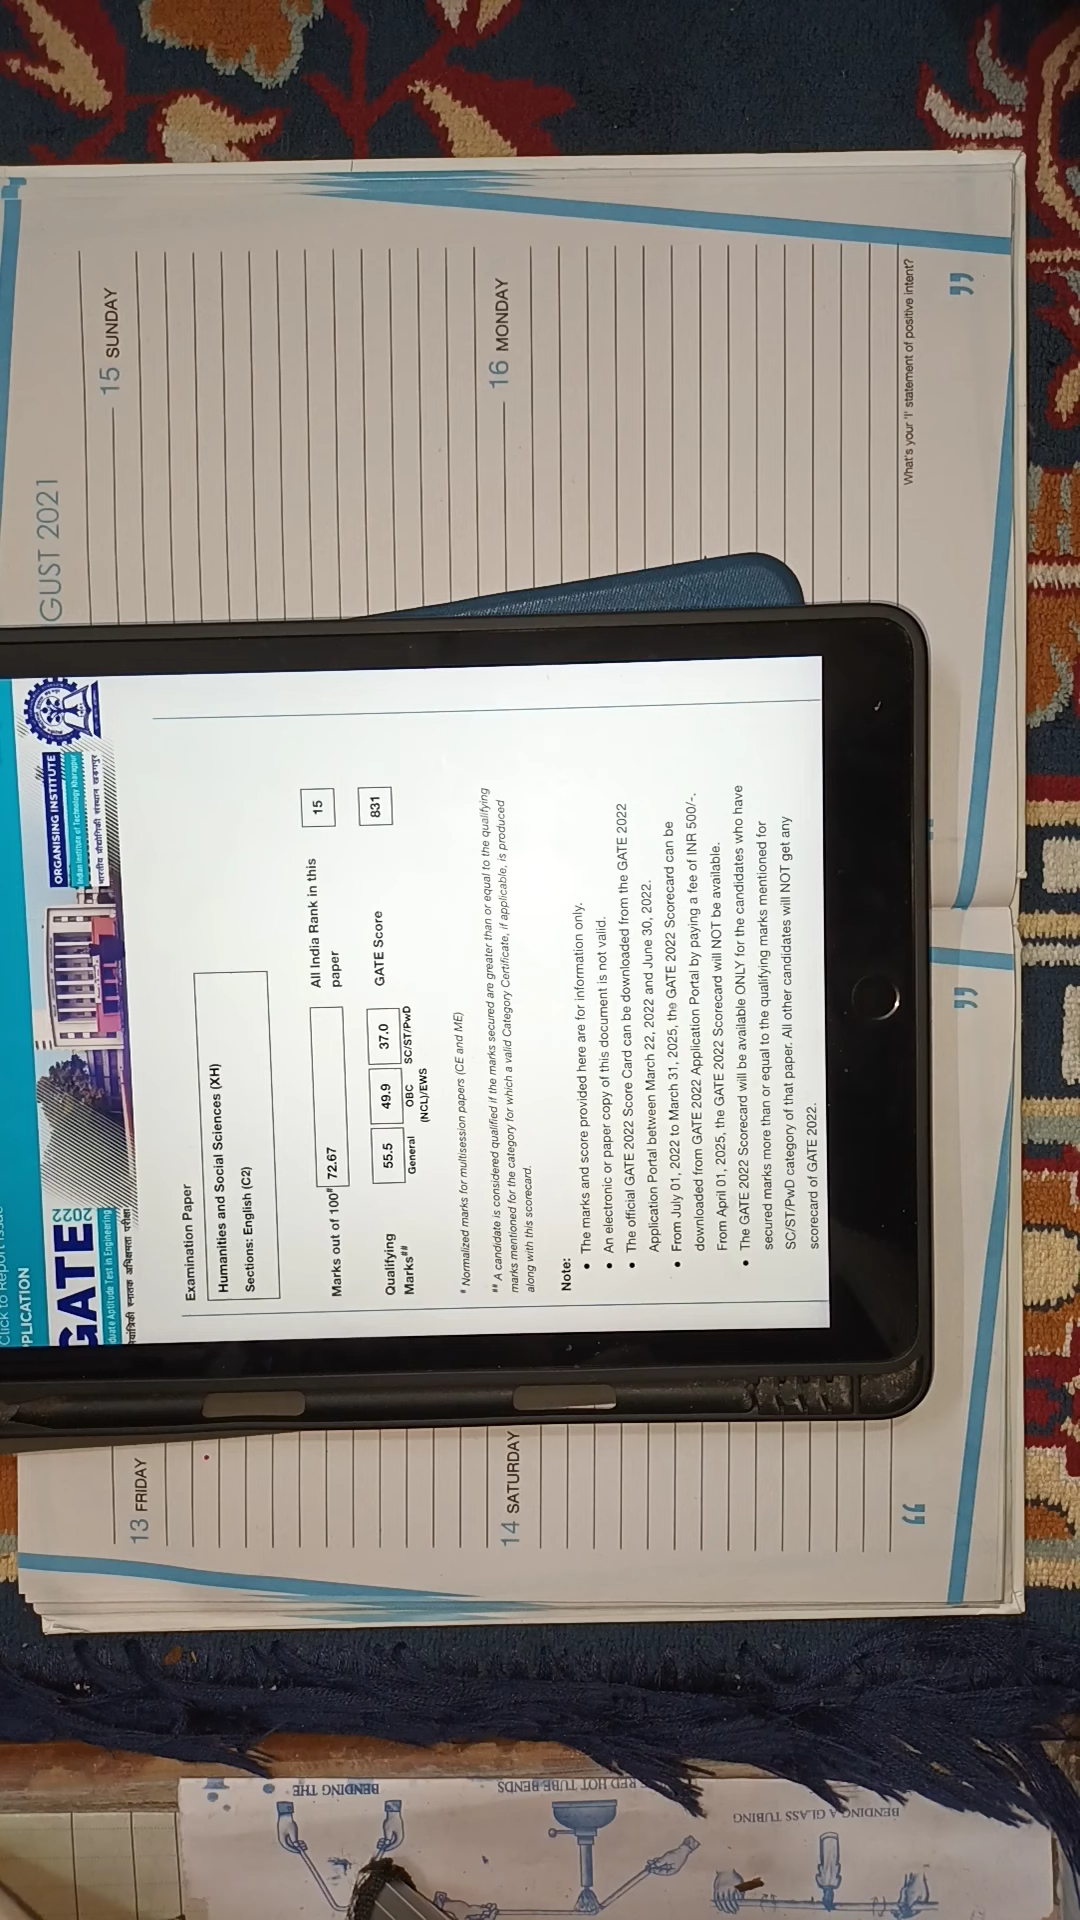 Click to Report Issue
PLICATION
GATE 2022
duate Aptitude Test in Engineering
अभियांत्रिकी स्नातक अभिक्षमता परीक्षा
ORGANISING INSTITUTE
Indian Institute of Technology Kharagpur
भारतीय प्रौद्योगिकी संस्थान खड़गपुर
Examination Paper
Humanities and Social Sciences (XH)
Sections: English (C2)
Marks out of 100# 72.67
All India Rank in this paper 15
Qualifying Marks## 55.5 49.9 37.0
General OBC (NCL)/EWS SC/ST/PwD
GATE Score 831
# Normalized marks for multisession papers (CE and ME)
## A candidate is considered qualified if the marks secured are greater than or equal to the qualifying
marks mentioned for the category for which a valid Category Certificate, if applicable, is produced
along with this scorecard.
Note:
• The marks and score provided here are for information only.
• An electronic or paper copy of this document is not valid.
• The official GATE 2022 Score Card can be downloaded from the GATE 2022
Application Portal between March 22, 2022 and June 30, 2022.
• From July 01, 2022 to March 31, 2025, the GATE 2022 Scorecard can be
downloaded from GATE 2022 Application Portal by paying a fee of INR 500/-.
From April 01, 2025, the GATE 2022 Scorecard will NOT be available.
• The GATE 2022 Scorecard will be available ONLY for the candidates who have
secured marks more than or equal to the qualifying marks mentioned for
SC/ST/PwD category of that paper. All other candidates will NOT get any
scorecard of GATE 2022.
GUST 2021
13 FRIDAY
14 SATURDAY
15 SUNDAY
16 MONDAY
What's your 'I' statement of positive intent?
BENDING THE
RED HOT TUBE BENDS
BENDING A GLASS TUBING